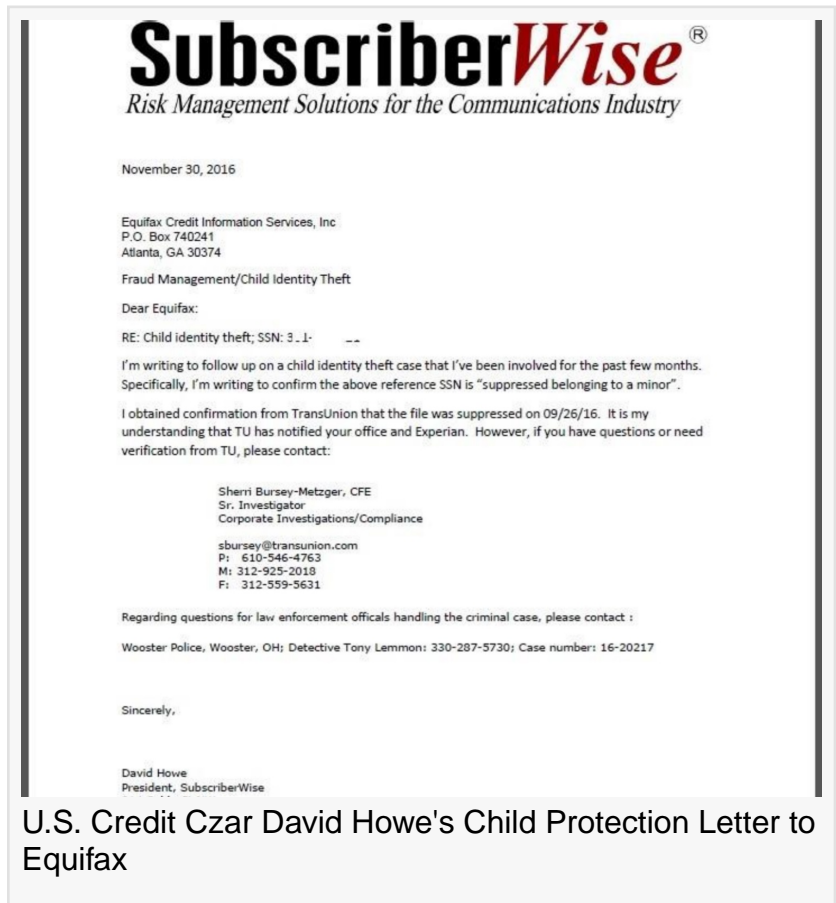 SubscriberWise®
Risk Management Solutions for the Communications Industry
November 30, 2016
Equifax Credit Information Services, Inc
P.O. Box 740241
Atlanta, GA 30374
Fraud Management/Child Identity Theft
Dear Equifax:
RE: Child identity theft; SSN:
I'm writing to follow up on a child identity theft case that I've been involved for the past few months.
Specifically, I'm writing to confirm the above reference SSN is "suppressed belonging to a minor".
I obtained confirmation from TransUnion that the file was suppressed on 09/26/16. It is my
understanding that TU has notified your office and Experian. However, if you have questions or need
verification from TU, please contact:
Sherri Bursey-Metzger, CFE
Sr. Investigator
Corporate Investigations/Compliance
sbursey@transunion.com
P: 610-546-4763
M: 312-925-2018
F: 312-559-5631
Regarding questions for law enforcement officals handling the criminal case, please contact :
Wooster Police, Wooster, OH; Detective Tony Lemmon: 330-287-5730; Case number: 16-20217
Sincerely,
David Howe
President, SubscriberWise
U.S. Credit Czar David Howe's Child Protection Letter to
Equifax